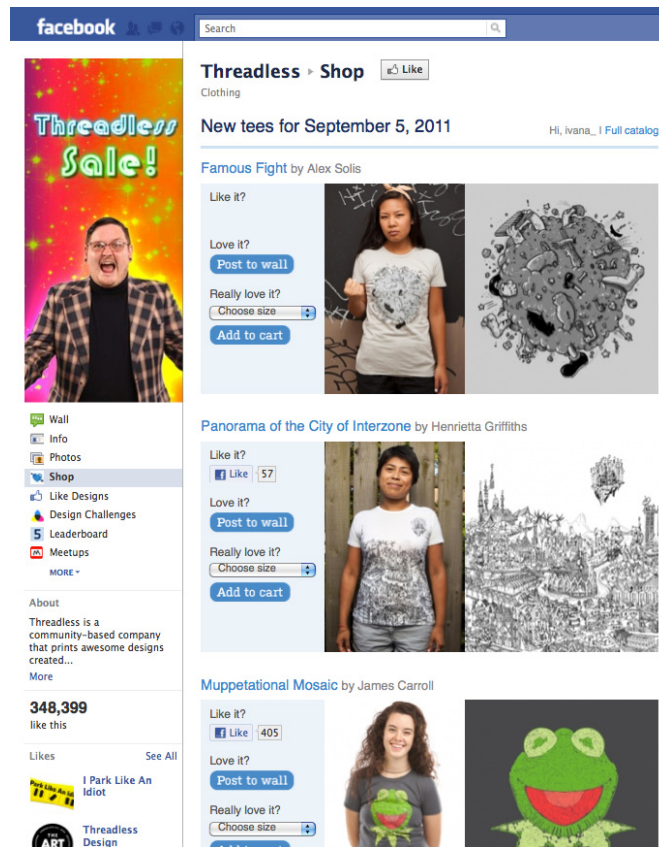 facebook
Search
Threadless
Sale!
Wall
Info
Photos
Shop
Like Designs
Design Challenges
5 Leaderboard
Meetups
MORE
About
Threadless is a
community-based company
that prints awesome designs
created...
More
348,399
like this
Likes See All
I Park Like An
Idiot
THE
ART
Threadless
Design
Threadless Shop Like
Clothing
New tees for September 5, 2011 Hi, ivana_ | Full catalog
Famous Fight by Alex Solis
Like it?
Love it?
Post to wall
Really love it?
Choose size
Add to cart
Panorama of the City of Interzone by Henrietta Griffiths
Like it?
Like 57
Love it?
Post to wall
Really love it?
Choose size
Add to cart
Muppetational Mosaic by James Carroll
Like it?
Like 405
Love it?
Post to wall
Really love it?
Choose size